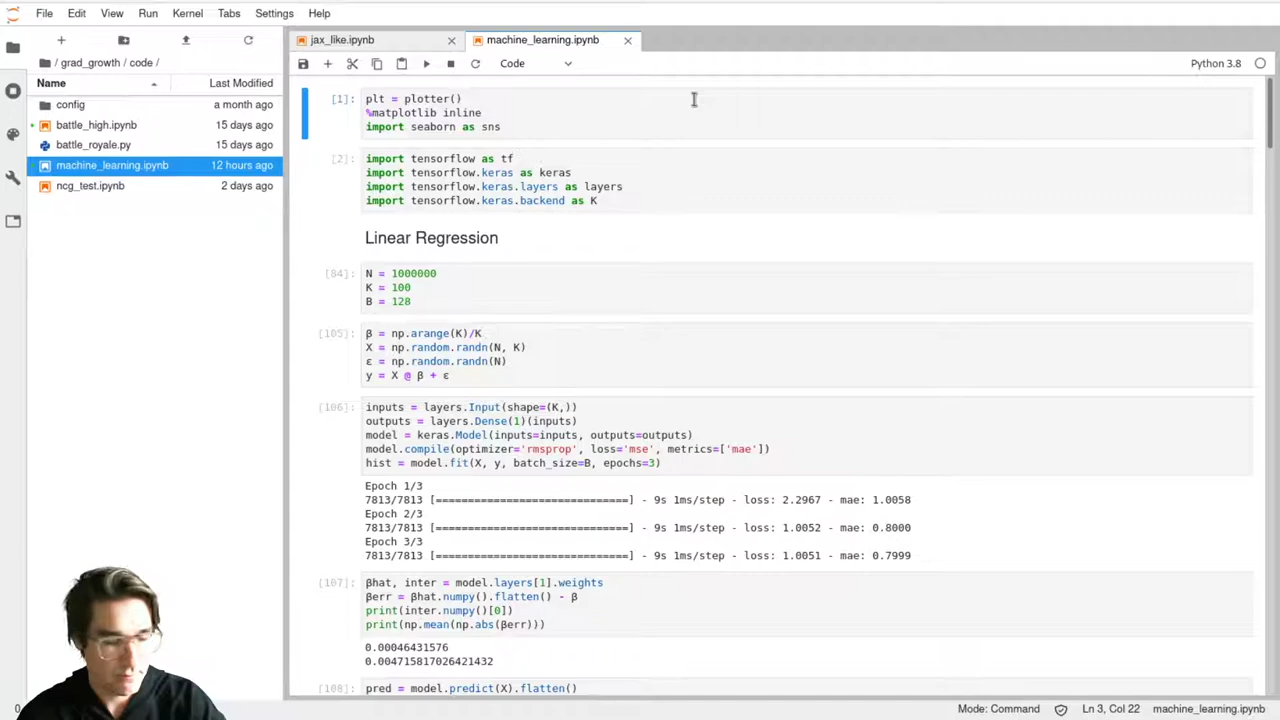 File Edit View Run Kernel Tabs Settings Help
/ grad_growth / code /
Name Last Modified
config a month ago
battle_high.ipynb 15 days ago
battle_royale.py 15 days ago
machine_learning.ipynb 12 hours ago
ncg_test.ipynb 2 days ago
jax_like.ipynb machine_learning.ipynb
Code Python 3.8
[1]: plt = plotter()
%matplotlib inline
import seaborn as sns
[2]: import tensorflow as tf
import tensorflow.keras as keras
import tensorflow.keras.layers as layers
import tensorflow.keras.backend as K
Linear Regression
[84]: N = 1000000
K = 100
B = 128
[105]: β = np.arange(K)/K
X = np.random.randn(N, K)
ε = np.random.randn(N)
y = X @ β + ε
[106]: inputs = layers.Input(shape=(K,))
outputs = layers.Dense(1)(inputs)
model = keras.Model(inputs=inputs, outputs=outputs)
model.compile(optimizer='rmsprop', loss='mse', metrics=['mae'])
hist = model.fit(X, y, batch_size=B, epochs=3)
Epoch 1/3
7813/7813 [==============================] - 9s 1ms/step - loss: 2.2967 - mae: 1.0058
Epoch 2/3
7813/7813 [==============================] - 9s 1ms/step - loss: 1.0052 - mae: 0.8000
Epoch 3/3
7813/7813 [==============================] - 9s 1ms/step - loss: 1.0051 - mae: 0.7999
[107]: βhat, inter = model.layers[1].weights
βerr = βhat.numpy().flatten() - β
print(inter.numpy()[0])
print(np.mean(np.abs(βerr)))
0.00046431576
0.004715817026421432
[108]: pred = model.predict(X).flatten()
0 Mode: Command Ln 3, Col 22 machine_learning.ipynb